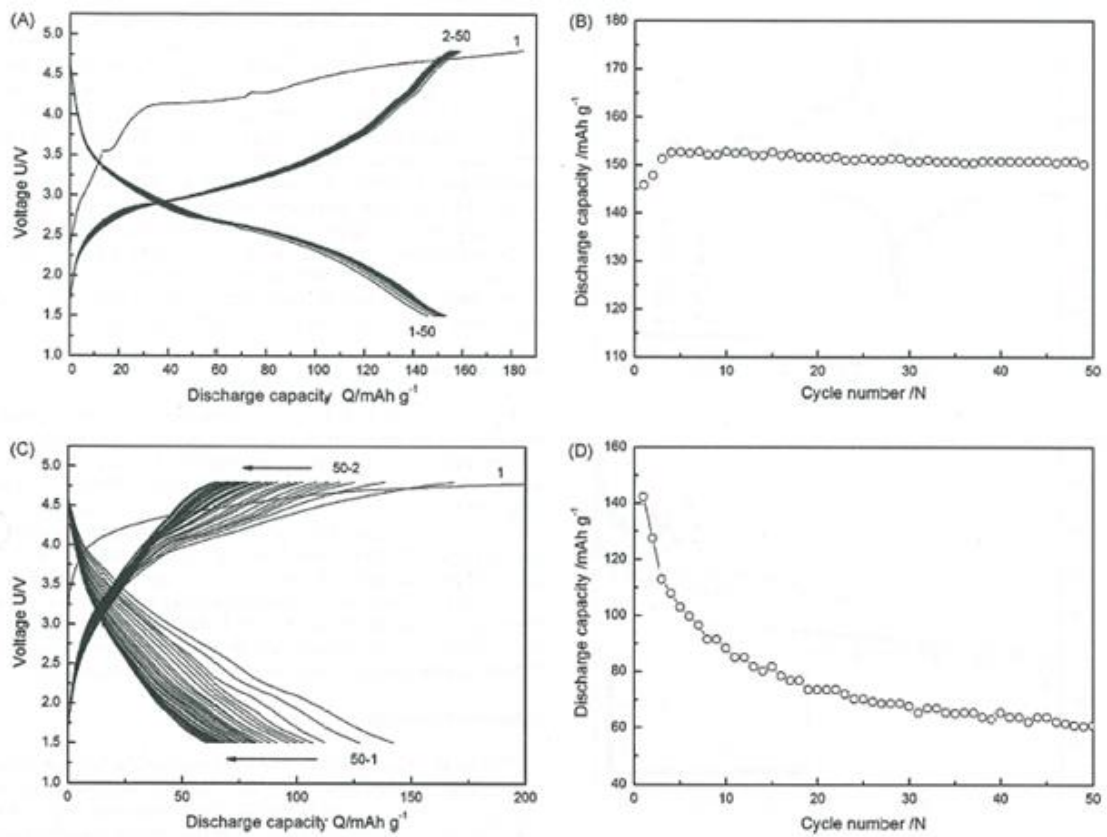 (A)
5.0
4.5
4.0
3.5
3.0
2.5
2.0
1.5
1.0
Voltage U/V
2-50
1
1-50
0 20 40 60 80 100 120 140 160 180
Discharge capacity Q/mAh g⁻¹
(B)
180
170
160
150
140
130
120
110
Discharge capacity /mAh g⁻¹
0 10 20 30 40 50
Cycle number /N
(C)
5.0
4.5
4.0
3.5
3.0
2.5
2.0
1.5
1.0
Voltage U/V
50-2
1
50-1
0 50 100 150 200
Discharge capacity Q/mAh g⁻¹
(D)
160
140
120
100
80
60
40
Discharge capacity /mAh g⁻¹
0 10 20 30 40 50
Cycle number /N